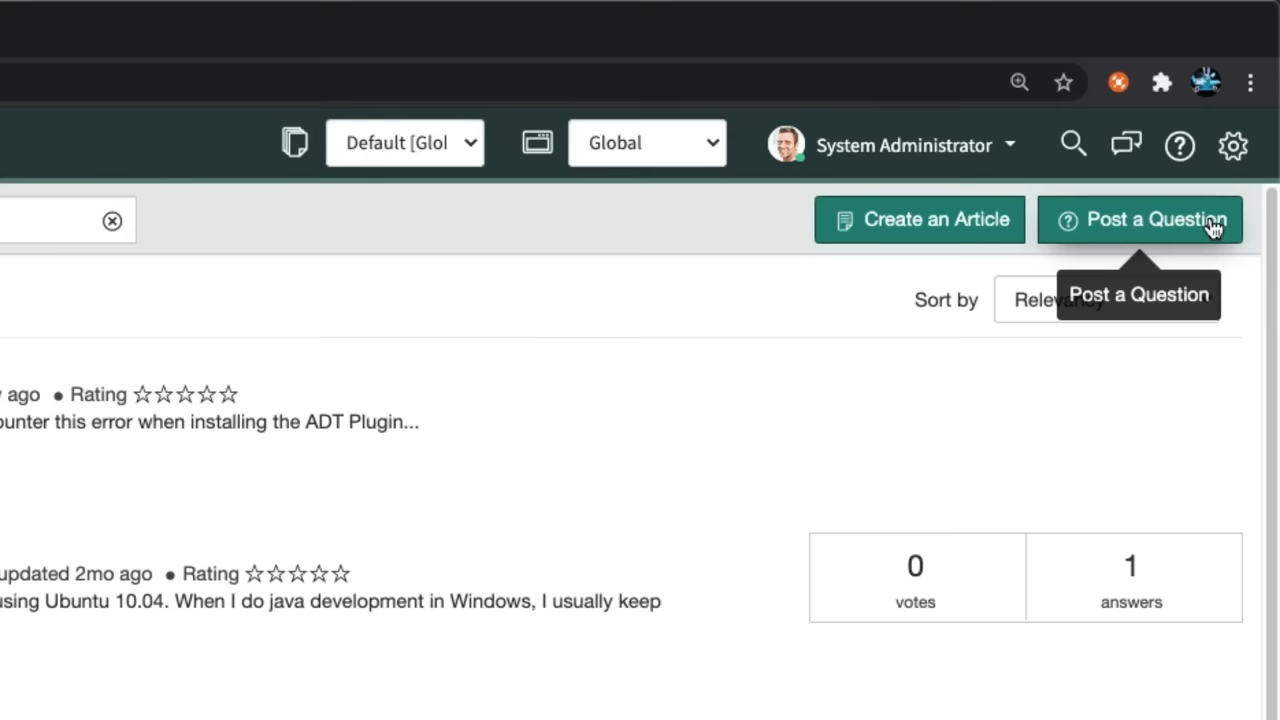 Default [Glol
Global
System Administrator
Create an Article
Post a Question
Sort by
Post a Question
ago
Rating
ounter this error when installing the ADT Plugin...
updated 2mo ago
Rating
using Ubuntu 10.04. When I do java development in Windows, I usually keep
0
votes
1
answers